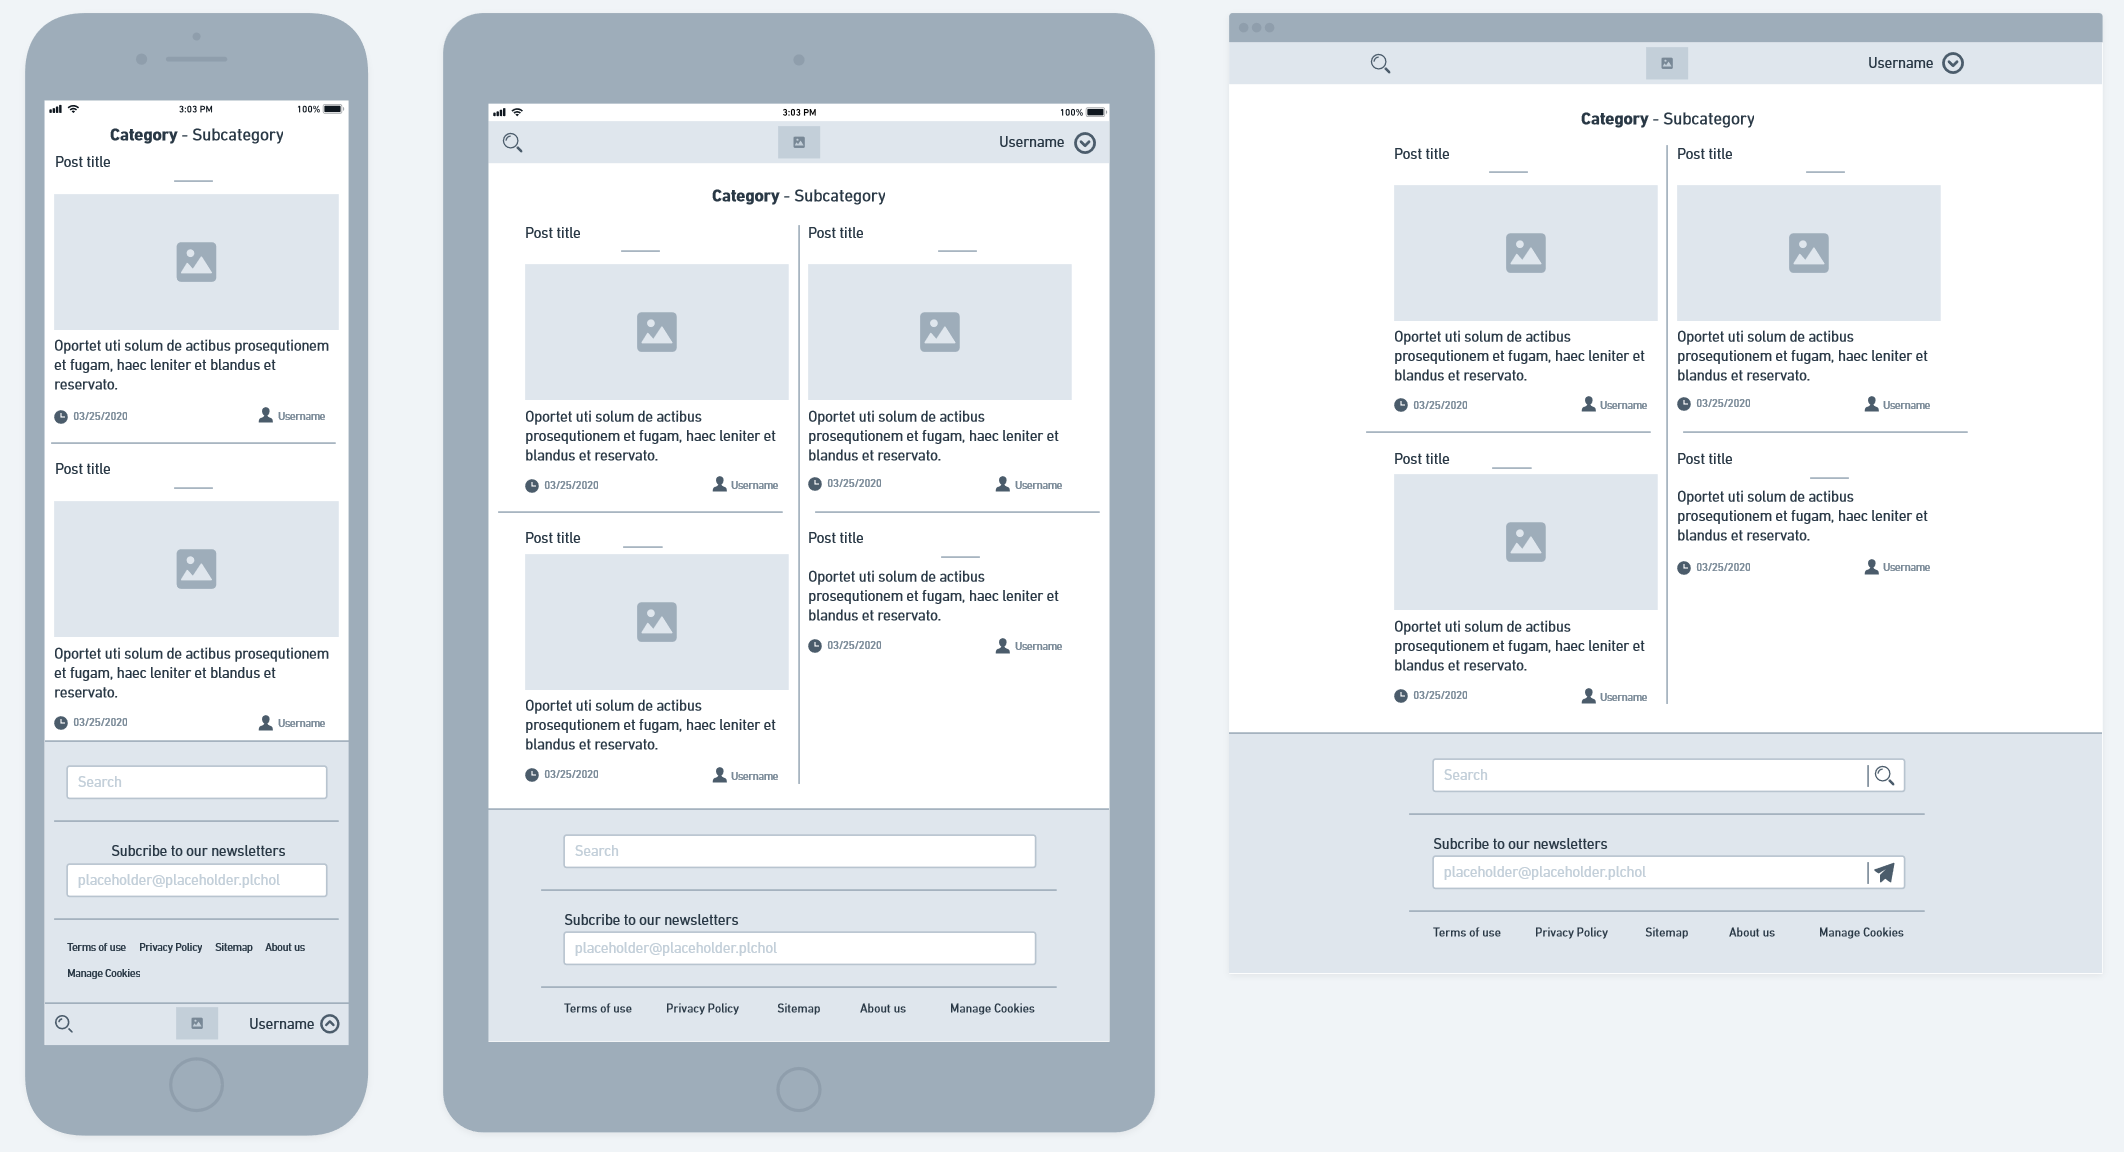 3:03 PM
100%
Category - Subcategory
Post title
Oportet uti solum de actibus prosequtionem
et fugam, haec leniter et blandus et
reservato.
03/25/2020
Username
Post title
Oportet uti solum de actibus prosequtionem
et fugam, haec leniter et blandus et
reservato.
03/25/2020
Username
Search
Subcribe to our newsletters
placeholder@placeholder.plchol
Terms of use
Privacy Policy
Sitemap
About us
Manage Cookies
Username
3:03 PM
100%
Username
Category - Subcategory
Post title
Oportet uti solum de actibus
prosequtionem et fugam, haec leniter et
blandus et reservato.
03/25/2020
Username
Post title
Oportet uti solum de actibus
prosequtionem et fugam, haec leniter et
blandus et reservato.
03/25/2020
Username
Post title
Oportet uti solum de actibus
prosequtionem et fugam, haec leniter et
blandus et reservato.
03/25/2020
Username
Post title
Oportet uti solum de actibus
prosequtionem et fugam, haec leniter et
blandus et reservato.
03/25/2020
Username
Search
Subcribe to our newsletters
placeholder@placeholder.plchol
Terms of use
Privacy Policy
Sitemap
About us
Manage Cookies
Username
Category - Subcategory
Post title
Oportet uti solum de actibus
prosequtionem et fugam, haec leniter et
blandus et reservato.
03/25/2020
Username
Post title
Oportet uti solum de actibus
prosequtionem et fugam, haec leniter et
blandus et reservato.
03/25/2020
Username
Post title
Oportet uti solum de actibus
prosequtionem et fugam, haec leniter et
blandus et reservato.
03/25/2020
Username
Post title
Oportet uti solum de actibus
prosequtionem et fugam, haec leniter et
blandus et reservato.
03/25/2020
Username
Search
Subcribe to our newsletters
placeholder@placeholder.plchol
Terms of use
Privacy Policy
Sitemap
About us
Manage Cookies